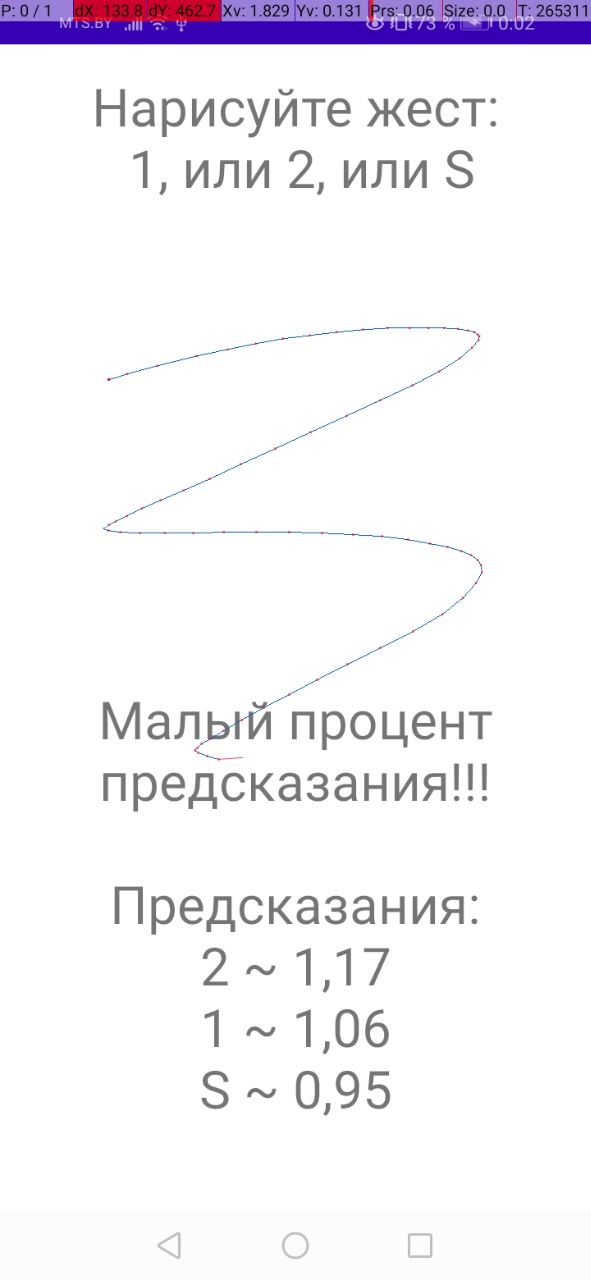 P: 0 / 1 dX: 133.8 dY: 462.7 Xv: 1.829 Yv: 0.131 Prs: 0.06 Size: 0.0 T: 265311
MTS.BY 73 % 0:02
Нарисуйте жест:
1, или 2, или S
Малый процент
предсказания!!!
Предсказания:
2 ~ 1,17
1 ~ 1,06
S ~ 0,95